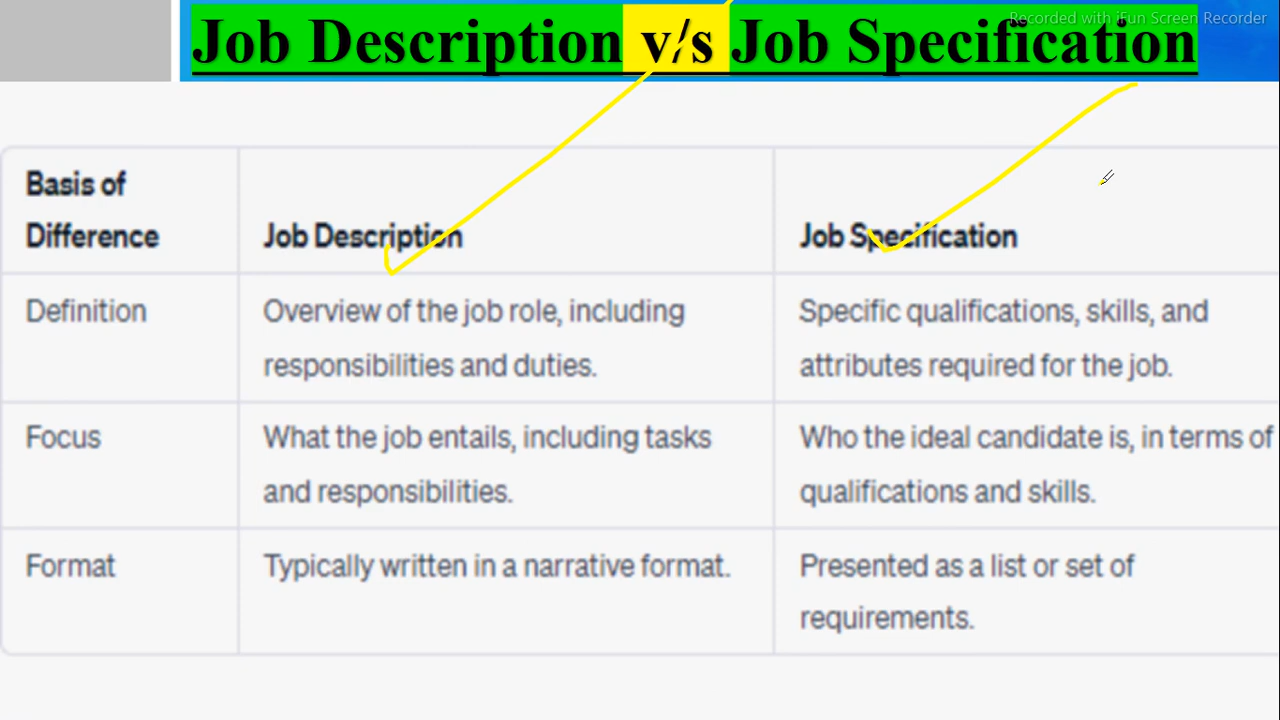 Recorded with iFun Screen Recorder
Job Description v/s Job Specification
Basis of
Difference
Job Description
Job Specification
Definition
Overview of the job role, including
responsibilities and duties.
Specific qualifications, skills, and
attributes required for the job.
Focus
What the job entails, including tasks
and responsibilities.
Who the ideal candidate is, in terms of
qualifications and skills.
Format
Typically written in a narrative format.
Presented as a list or set of
requirements.